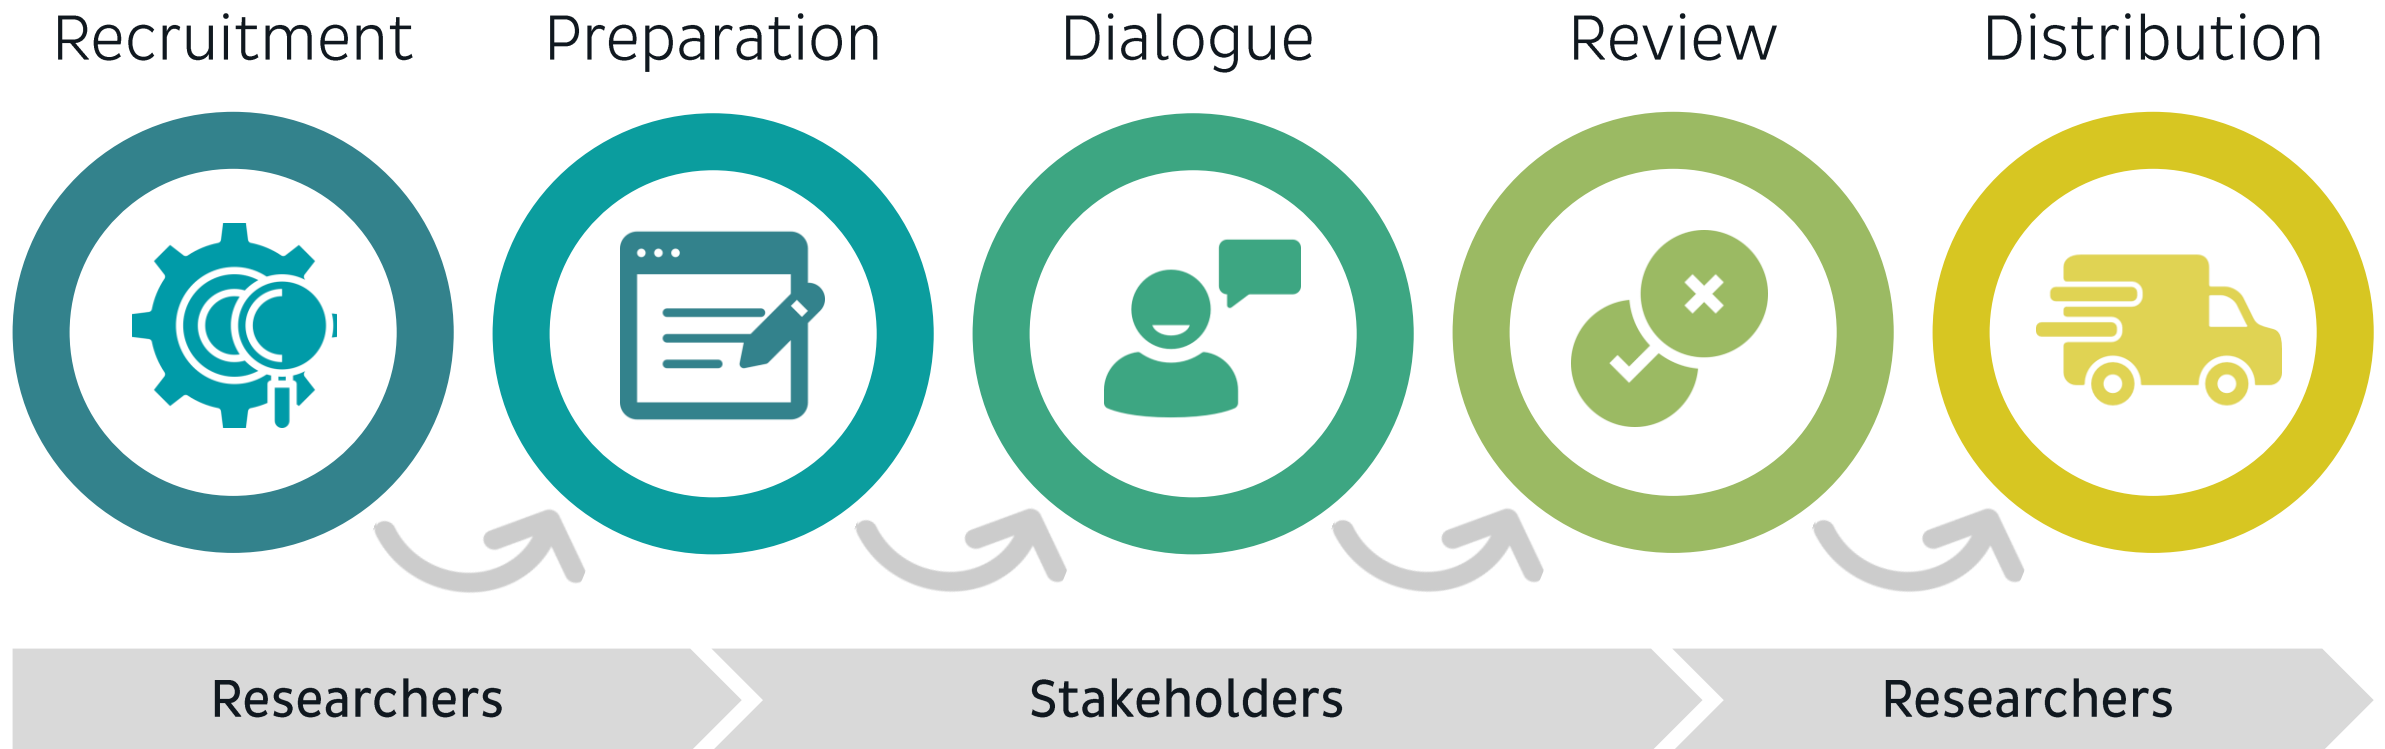 Recruitment
Preparation
Dialogue
Review
Distribution
Researchers
Stakeholders
Researchers